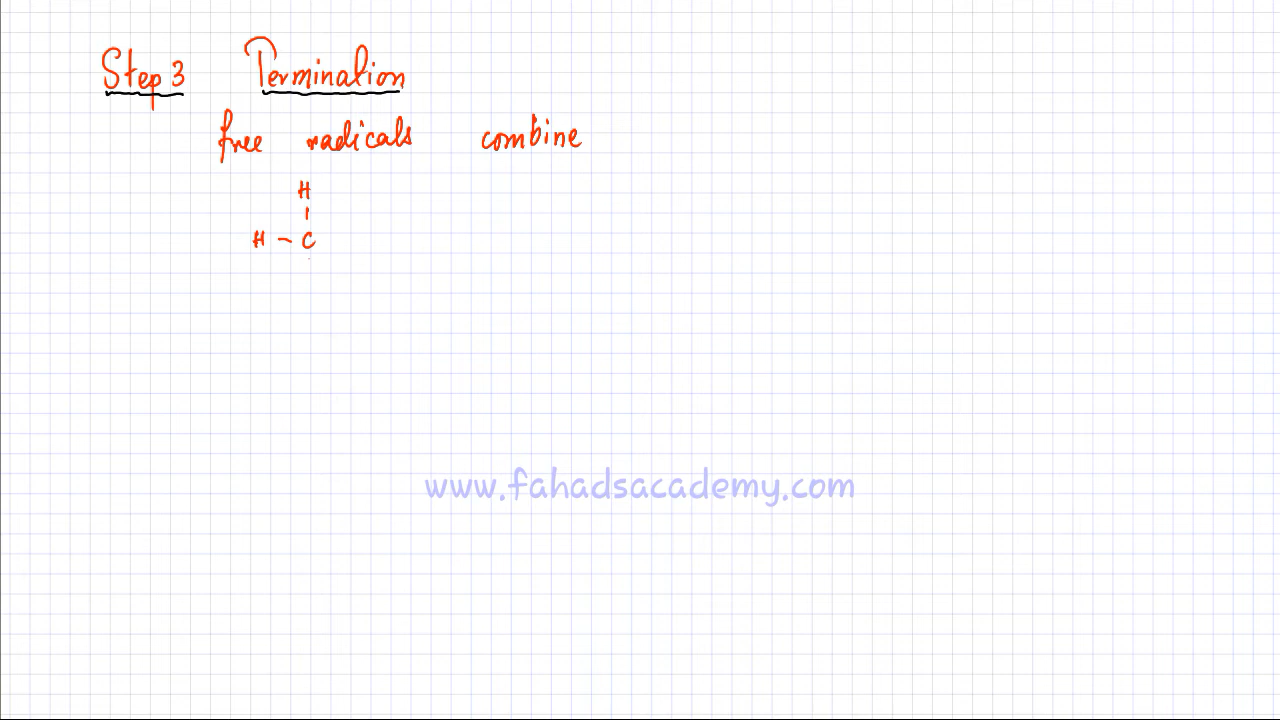 Step 3 Termination
free radicals combine
H
H - C
www.fahadsacademy.com